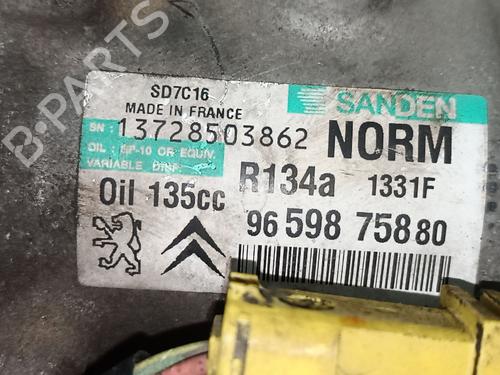 SD7C16
MADE IN FRANCE
SANDEN
SN: 13728503862
NORM
OIL : SP-10 OR EQUIV.
VARIABLE DISP.
R134a 1331F
Oil 135cc
96 598 758 80
B-PARTS